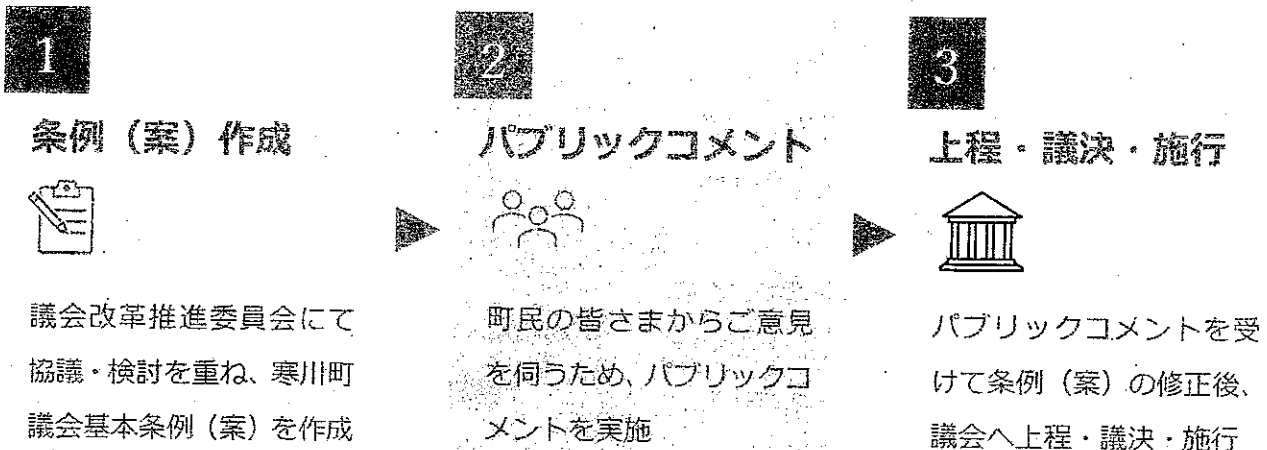 1
条例（案）作成
議会改革推進委員会にて
協議・検討を重ね、寒川町
議会基本条例（案）を作成
2
パブリックコメント
町民の皆さまからご意見
を伺うため、パブリックコ
メントを実施
3
上程・議決・施行
パブリックコメントを受
けて条例（案）の修正後、
議会へ上程・議決・施行